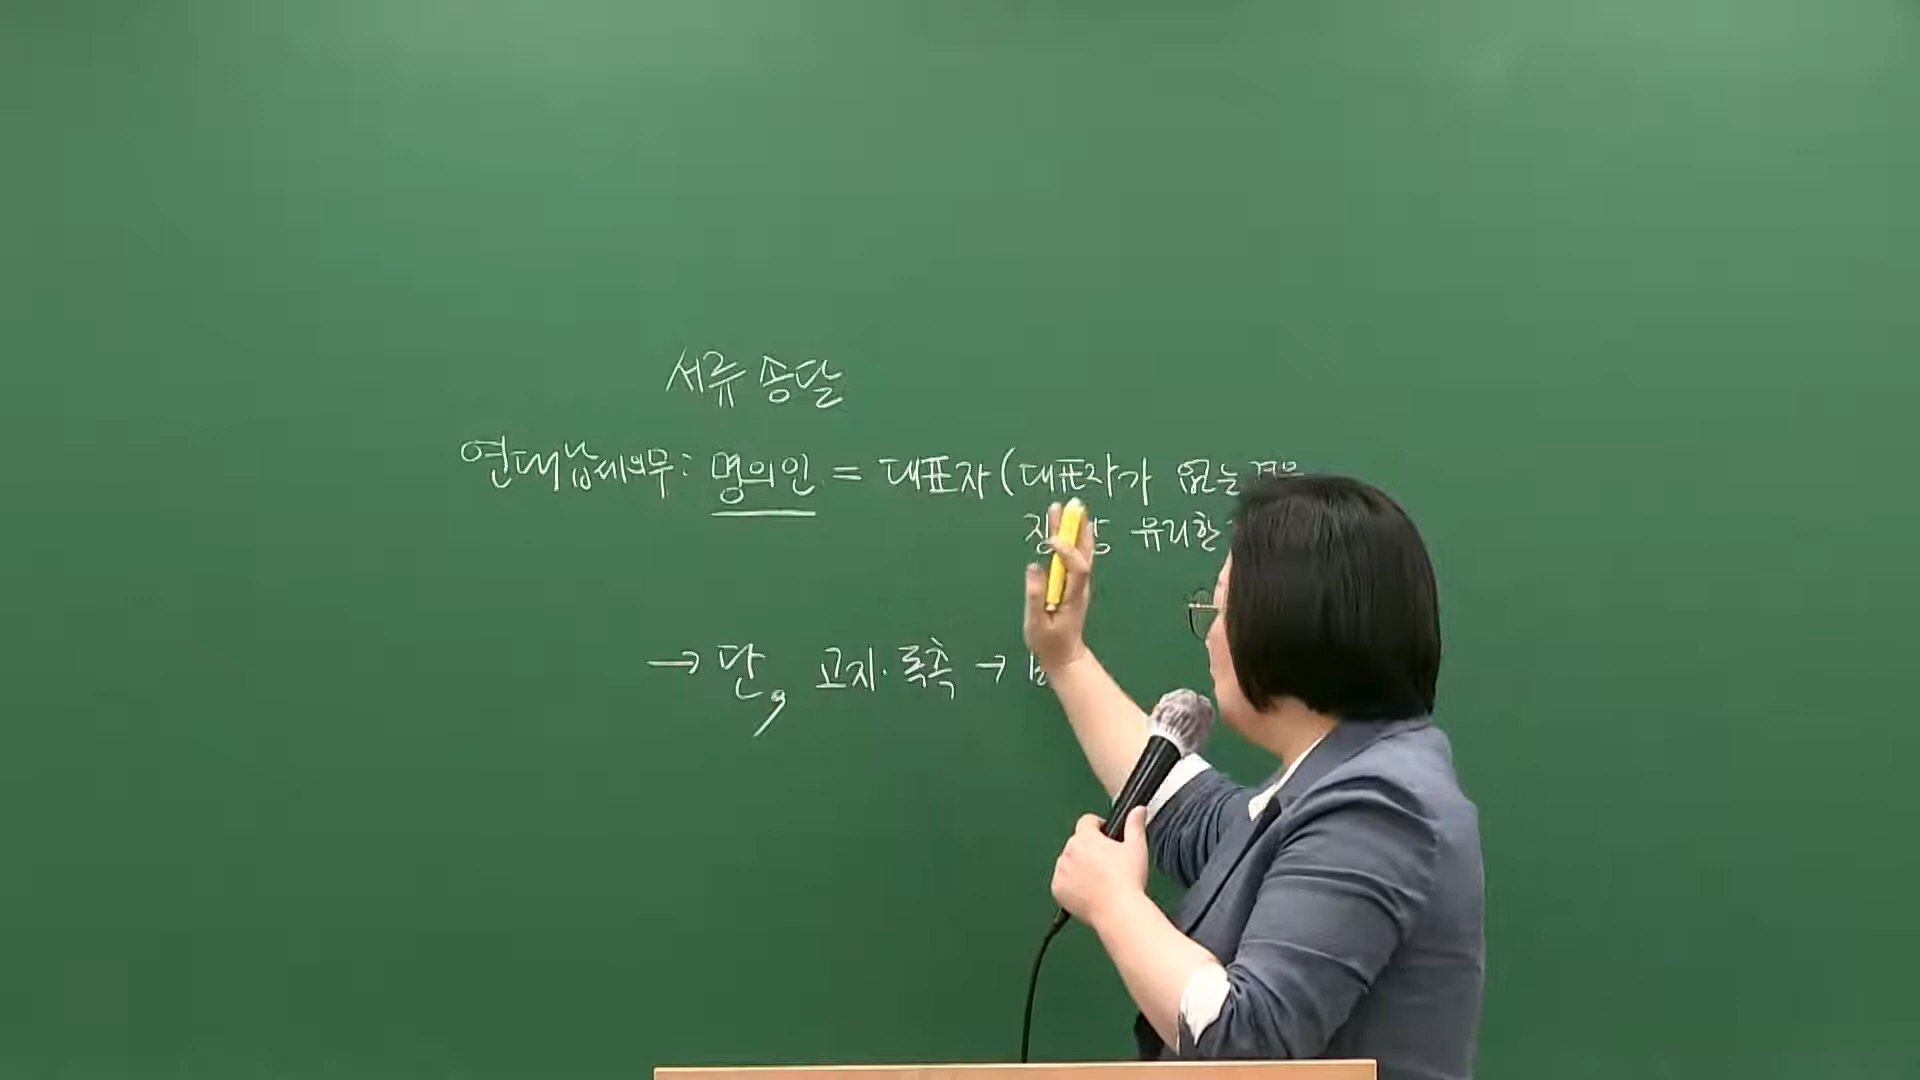 서류 송달
연대납세의무: 명의인 = 대표자 (대표자가 없는 경우
유리한
→ 단, 고지·독촉 →